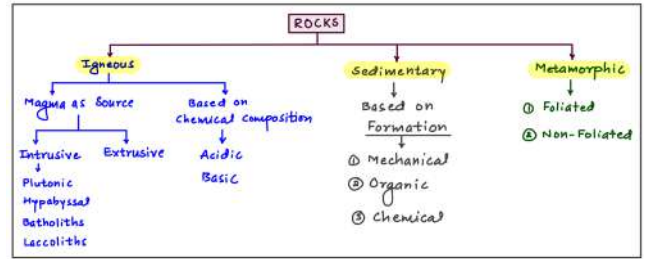 ROCKS
Igneous
Magma as Source
Intrusive
Plutonic
Hypabyssal
Batholiths
Laccoliths
Extrusive
Based on
Chemical Composition
Acidic
Basic
Sedimentary
Based on
Formation
① Mechanical
② Organic
③ Chemical
Metamorphic
① Foliated
② Non-Foliated